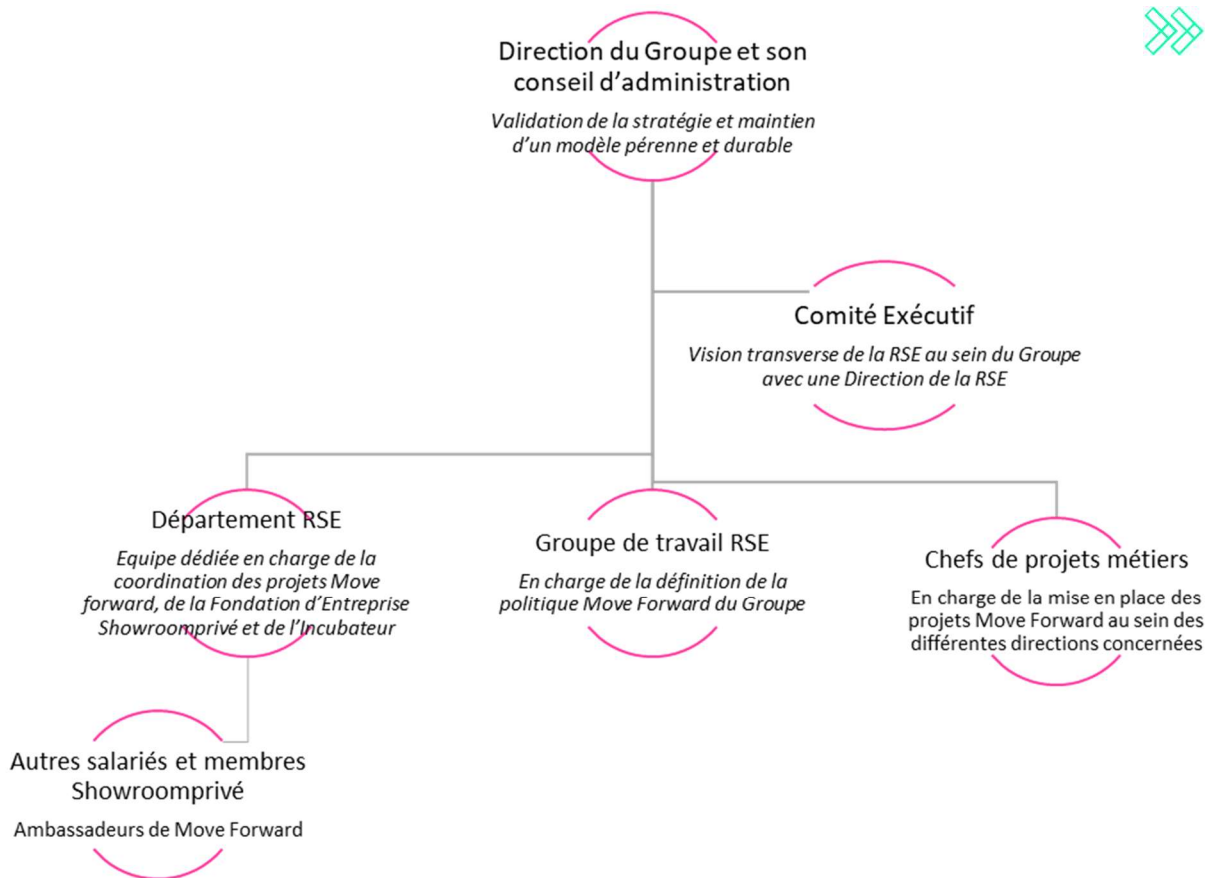 Direction du Groupe et son
conseil d’administration
Validation de la stratégie et maintien
d’un modèle pérenne et durable
Comité Exécutif
Vision transverse de la RSE au sein du Groupe
avec une Direction de la RSE
Département RSE
Equipe dédiée en charge de la
coordination des projets Move
forward, de la Fondation d’Entreprise
Showroomprivé et de l’Incubateur
Groupe de travail RSE
En charge de la définition de la
politique Move Forward du Groupe
Chefs de projets métiers
En charge de la mise en place des
projets Move Forward au sein des
différentes directions concernées
Autres salariés et membres
Showroomprivé
Ambassadeurs de Move Forward